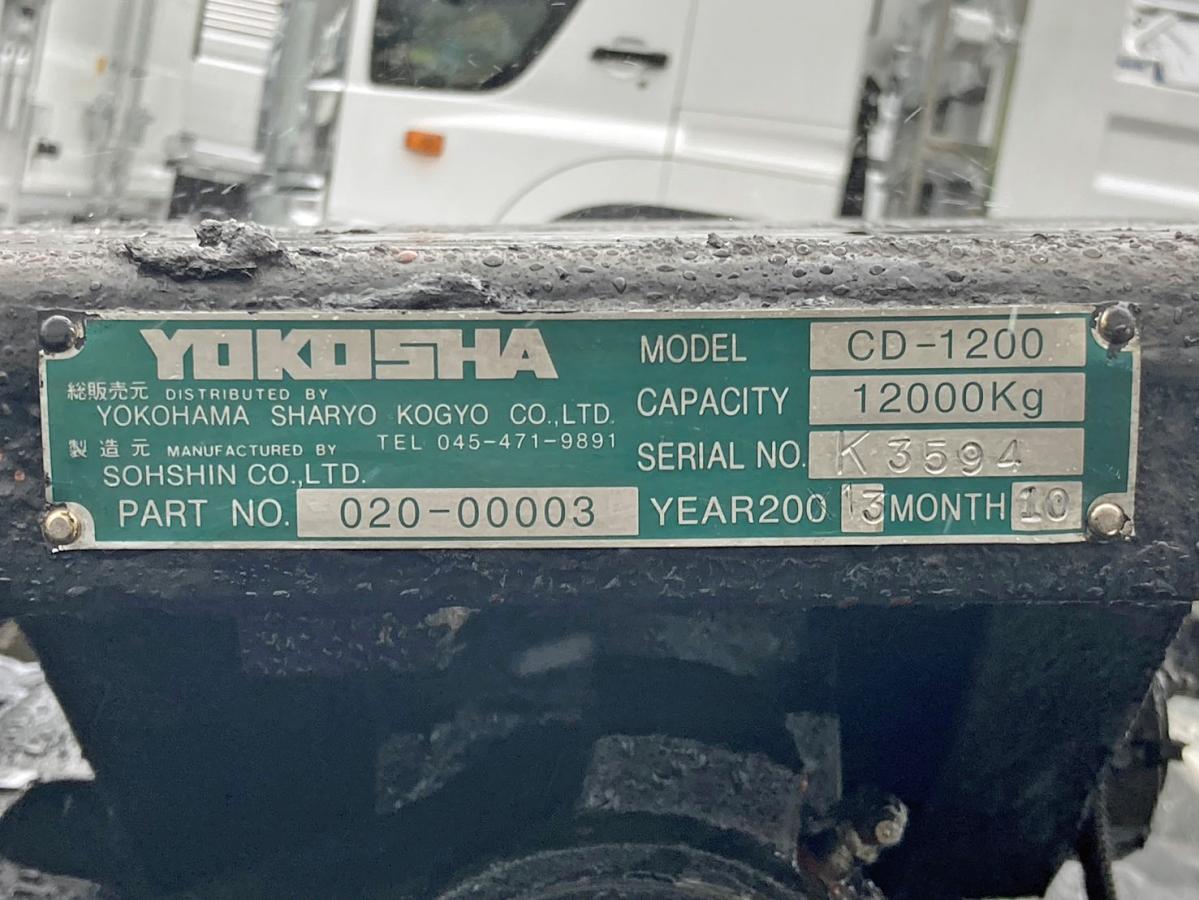 YOKOSHA
総販売元 DISTRIBUTED BY
YOKOHAMA SHARYO KOGYO CO.,LTD.
TEL 045-471-9891
製造元 MANUFACTURED BY
SOHSHIN CO.,LTD.
PART NO. 020-00003
MODEL CD-1200
CAPACITY 12000Kg
SERIAL NO. K3594
YEAR200 13 MONTH 10